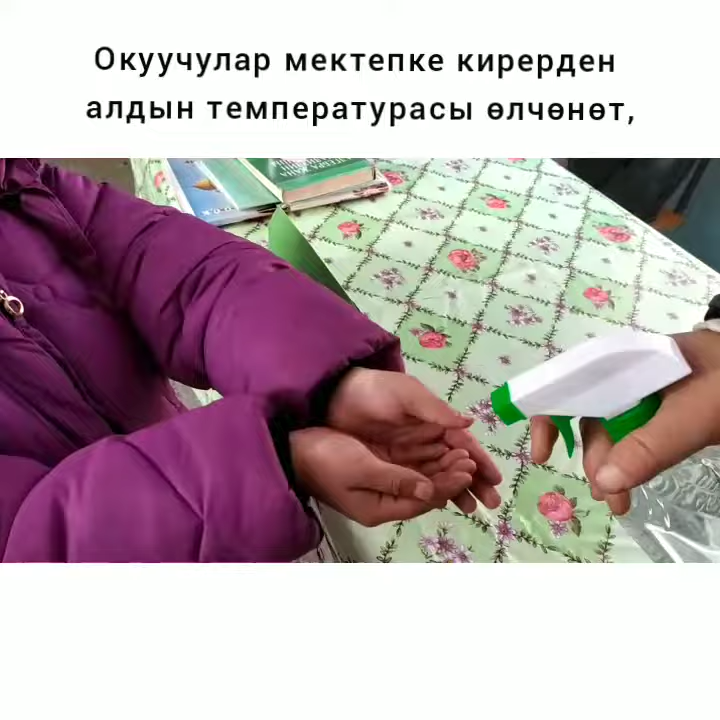 Окуучулар мектепке кирерден
алдын температурасы өлчөнөт,